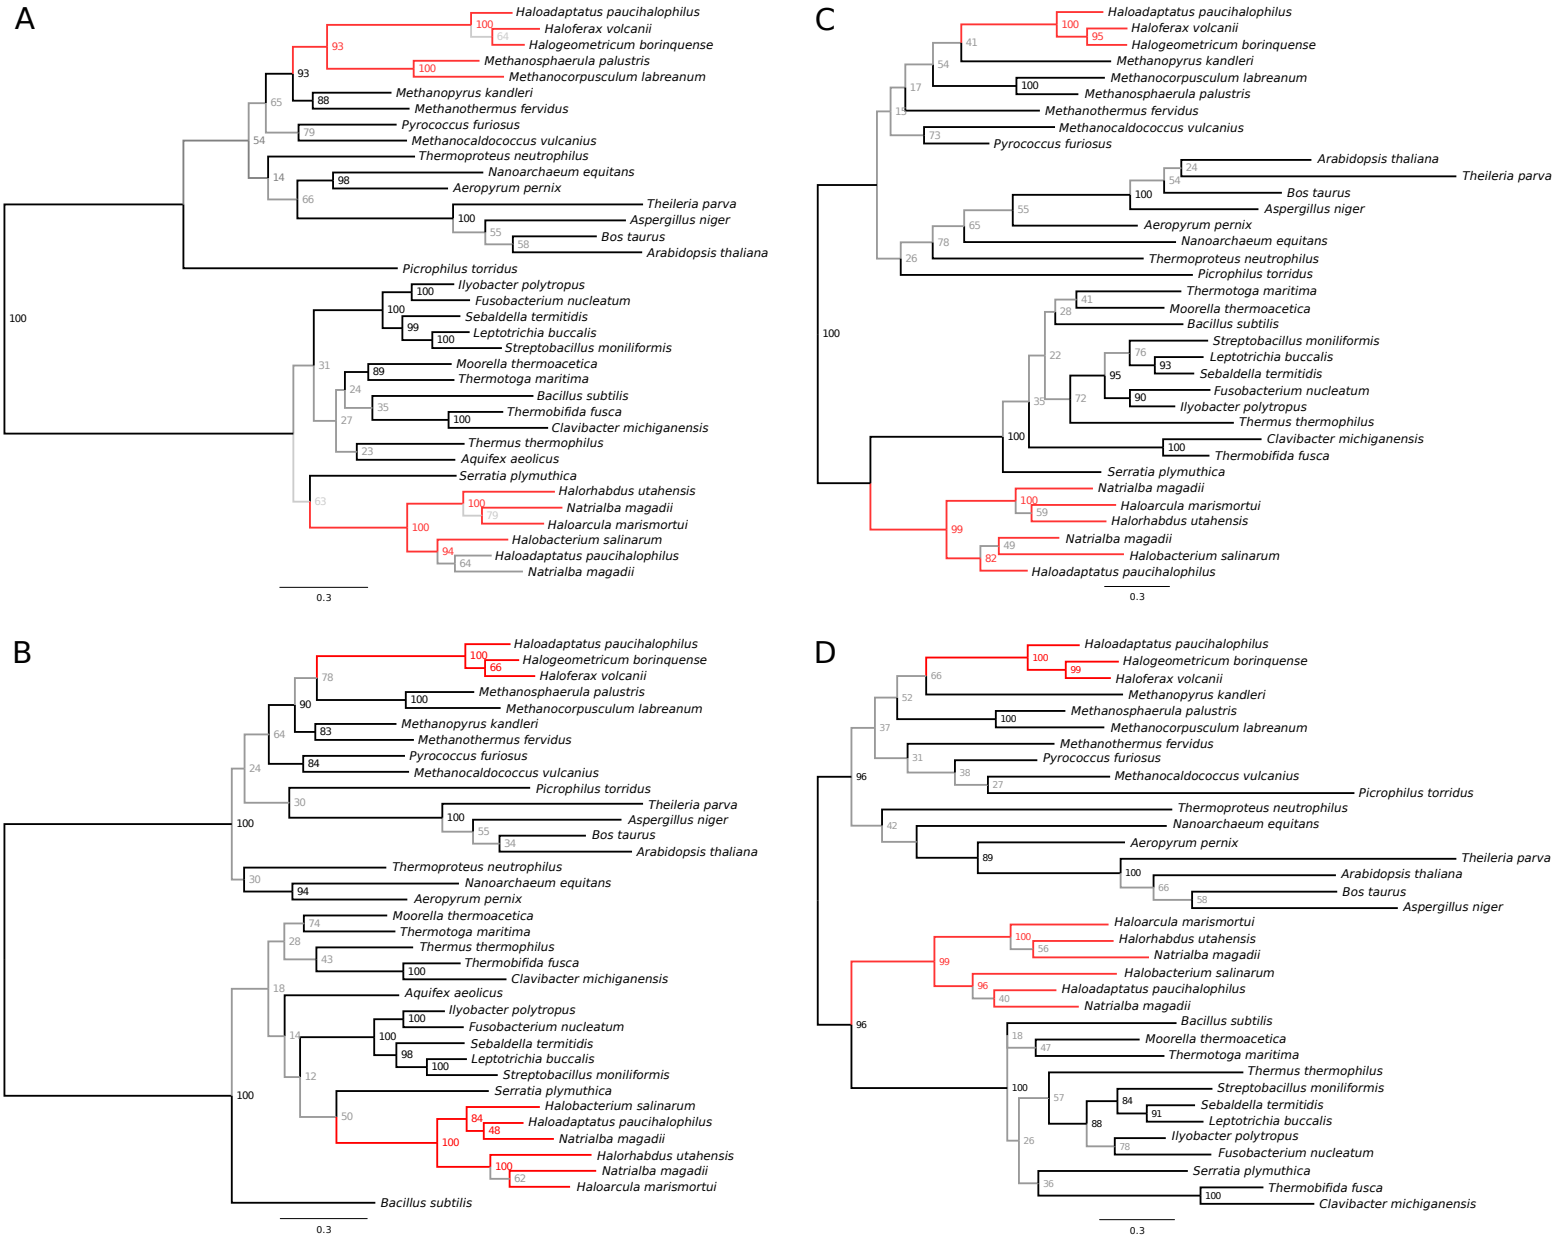 A
Haloadaptatus paucihalophilus
100
Haloferax volcanii
64
Halogeometricum borinquense
93
Methanosphaerula palustris
100
Methanocorpusculum labreanum
93
Methanopyrus kandleri
88
Methanothermus fervidus
65
Pyrococcus furiosus
79
Methanocaldococcus vulcanius
54
Thermoproteus neutrophilus
14
Nanoarchaeum equitans
98
Aeropyrum pernix
66
Theileria parva
100
Aspergillus niger
55
Bos taurus
58
Arabidopsis thaliana
Picrophilus torridus
100
Ilyobacter polytropus
100
Fusobacterium nucleatum
100
Sebaldella termitidis
99
Leptotrichia buccalis
100
Streptobacillus moniliformis
31
Moorella thermoacetica
89
Thermotoga maritima
24
Bacillus subtilis
35
Thermobifida fusca
100
Clavibacter michiganensis
27
Thermus thermophilus
23
Aquifex aeolicus
Serratia plymuthica
63
Halorhabdus utahensis
100
Natrialba magadii
79
Haloarcula marismortui
100
Halobacterium salinarum
94
Haloadaptatus paucihalophilus
64
Natrialba magadii
0.3
C
Haloadaptatus paucihalophilus
100
Haloferax volcanii
95
Halogeometricum borinquense
41
Methanopyrus kandleri
54
Methanocorpusculum labreanum
100
Methanosphaerula palustris
17
Methanothermus fervidus
15
Methanocaldococcus vulcanius
73
Pyrococcus furiosus
Arabidopsis thaliana
24
Theileria parva
54
Bos taurus
100
Aspergillus niger
55
Aeropyrum pernix
65
Nanoarchaeum equitans
78
Thermoproteus neutrophilus
26
Picrophilus torridus
100
Thermotoga maritima
41
Moorella thermoacetica
28
Bacillus subtilis
22
Streptobacillus moniliformis
76
Leptotrichia buccalis
93
Sebaldella termitidis
95
Fusobacterium nucleatum
90
Ilyobacter polytropus
72
35
Thermus thermophilus
100
Clavibacter michiganensis
100
Thermobifida fusca
Serratia plymuthica
Natrialba magadii
100
Haloarcula marismortui
59
Halorhabdus utahensis
99
Natrialba magadii
49
Halobacterium salinarum
82
Haloadaptatus paucihalophilus
0.3
B
Haloadaptatus paucihalophilus
100
Halogeometricum borinquense
66
Haloferax volcanii
78
Methanosphaerula palustris
100
Methanocorpusculum labreanum
90
Methanopyrus kandleri
83
Methanothermus fervidus
64
Pyrococcus furiosus
84
Methanocaldococcus vulcanius
24
Picrophilus torridus
30
Theileria parva
100
Aspergillus niger
55
Bos taurus
34
Arabidopsis thaliana
100
Thermoproteus neutrophilus
30
Nanoarchaeum equitans
94
Aeropyrum pernix
Moorella thermoacetica
74
Thermotoga maritima
28
Thermus thermophilus
43
Thermobifida fusca
100
Clavibacter michiganensis
18
Aquifex aeolicus
14
Ilyobacter polytropus
100
Fusobacterium nucleatum
100
Sebaldella termitidis
98
Leptotrichia buccalis
100
Streptobacillus moniliformis
12
Serratia plymuthica
50
100
Halobacterium salinarum
84
Haloadaptatus paucihalophilus
48
Natrialba magadii
100
Halorhabdus utahensis
100
Natrialba magadii
62
Haloarcula marismortui
Bacillus subtilis
0.3
D
Haloadaptatus paucihalophilus
100
Halogeometricum borinquense
99
Haloferax volcanii
66
Methanopyrus kandleri
52
Methanosphaerula palustris
100
Methanocorpusculum labreanum
37
Methanothermus fervidus
31
Pyrococcus furiosus
38
Methanocaldococcus vulcanius
27
Picrophilus torridus
96
Thermoproteus neutrophilus
42
Nanoarchaeum equitans
Aeropyrum pernix
89
Theileria parva
100
Arabidopsis thaliana
66
Bos taurus
58
Aspergillus niger
Haloarcula marismortui
100
Halorhabdus utahensis
56
Natrialba magadii
99
Halobacterium salinarum
96
Haloadaptatus paucihalophilus
40
Natrialba magadii
96
Bacillus subtilis
18
Moorella thermoacetica
47
Thermotoga maritima
100
Thermus thermophilus
57
Streptobacillus moniliformis
84
Sebaldella termitidis
91
Leptotrichia buccalis
88
Ilyobacter polytropus
78
Fusobacterium nucleatum
26
Serratia plymuthica
36
Thermobifida fusca
100
Clavibacter michiganensis
0.3